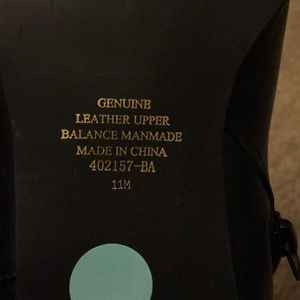 GENUINE
LEATHER UPPER
BALANCE MANMADE
MADE IN CHINA
402157-BA
11M